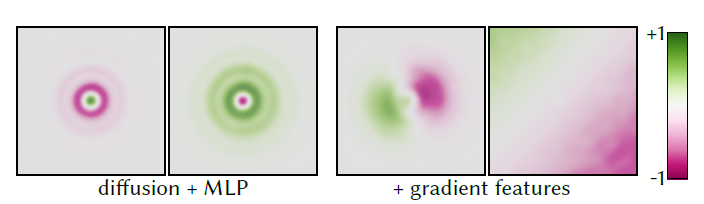 +1
-1
diffusion + MLP
+ gradient features